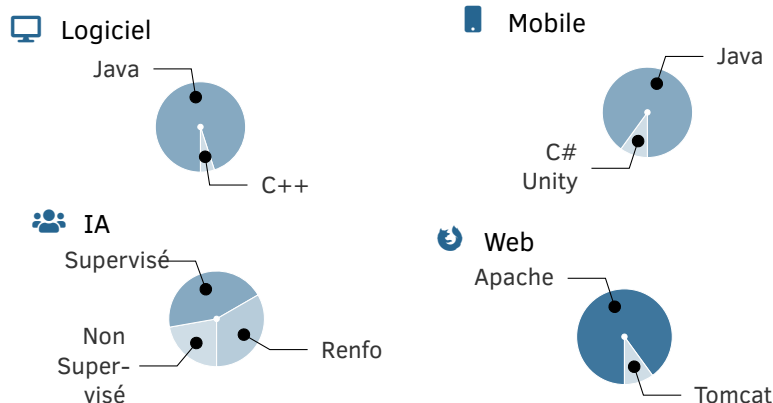 Logiciel
Java
C++
Mobile
Java
C#
Unity
IA
Supervisé
Non
Super-
visé
Renfo
Web
Apache
Tomcat